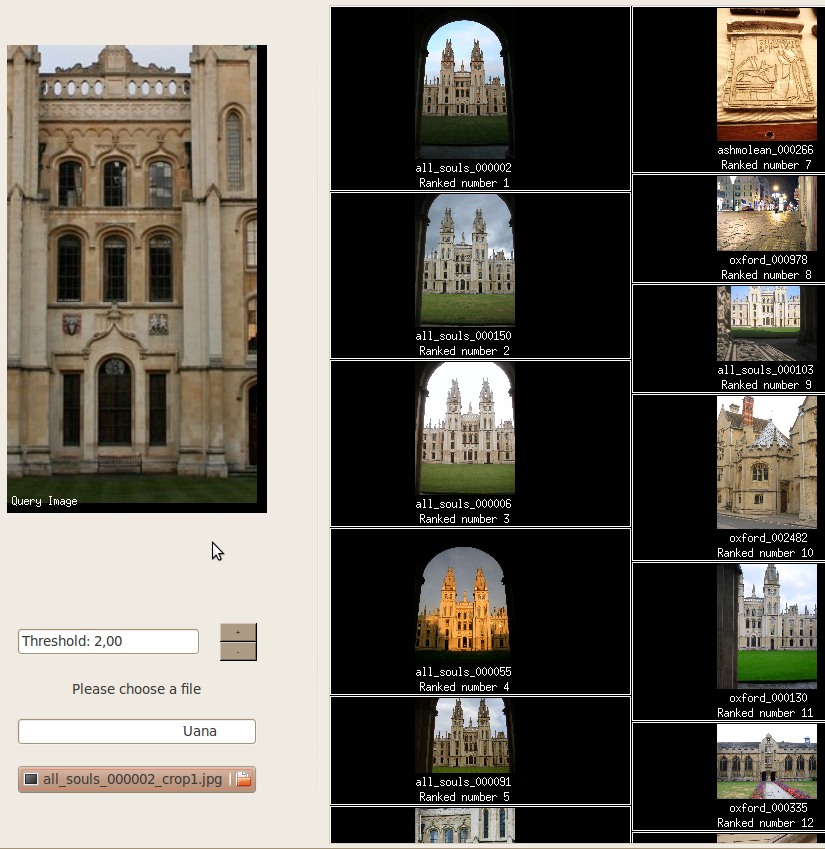 Query Image
Threshold: 2,00
+
-
Please choose a file
Uana
all_souls_000002_crop1.jpg
all_souls_000002
Ranked number 1
all_souls_000150
Ranked number 2
all_souls_000006
Ranked number 3
all_souls_000055
Ranked number 4
all_souls_000091
Ranked number 5
ashmolean_000266
Ranked number 7
oxford_000978
Ranked number 8
all_souls_000103
Ranked number 9
oxford_002482
Ranked number 10
oxford_000130
Ranked number 11
oxford_000335
Ranked number 12